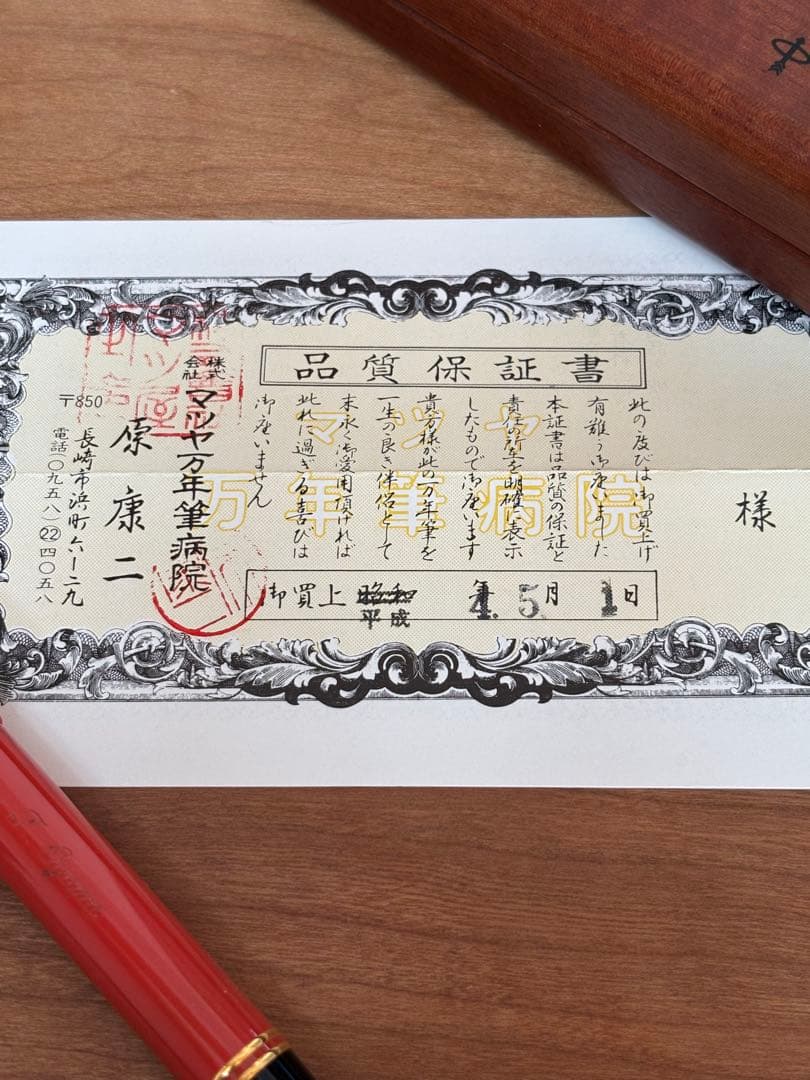 品質保証書
様
此の度びは御買上げ
有難う御座いました
本証書は品質の保証と
責任の所在を明確に表示
したもので御座います
貴方様が此の万年筆を
一生の良き伴侶として
末永く御愛用頂ければ
此れに過ぎる喜びは
御座いません
マツヤ
万年筆病院
御買上 昭和 平成 4年 5月 1日
株式会社 マツヤ万年筆病院
原康二
〒850
長崎市浜町六ー二九
電話(〇九五八)㉒四〇五八